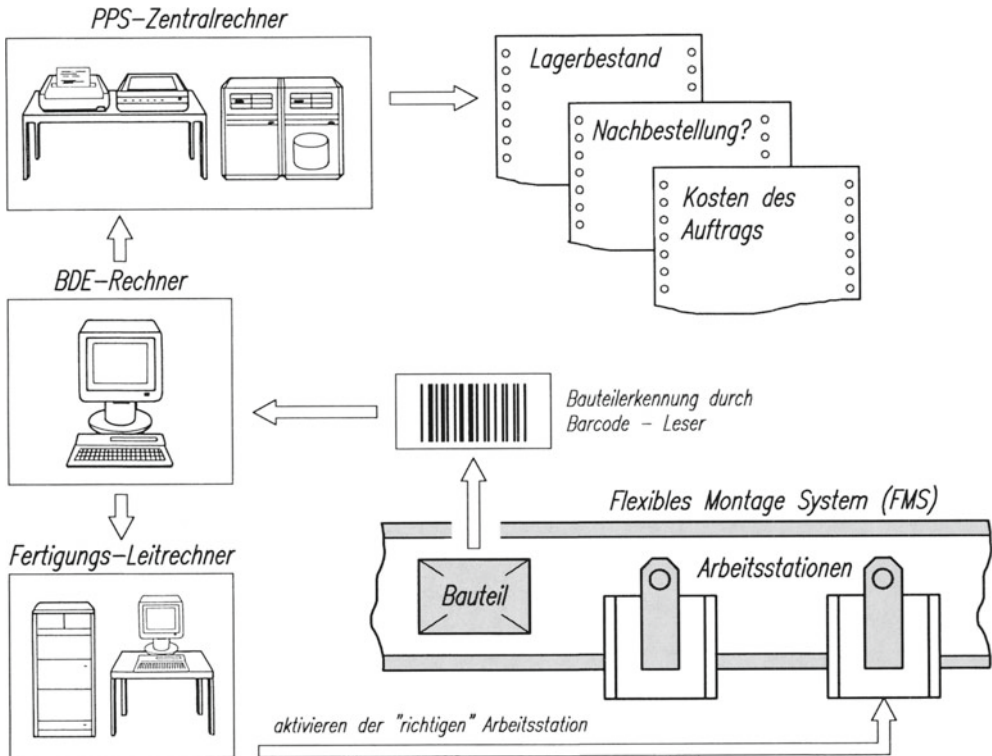 PPS-Zentralrechner
Lagerbestand
Nachbestellung?
Kosten des
Auftrags
BDE-Rechner
Bauteilerkennung durch
Barcode - Leser
Flexibles Montage System (FMS)
Fertigungs-Leitrechner
Bauteil
Arbeitsstationen
aktivieren der "richtigen" Arbeitsstation